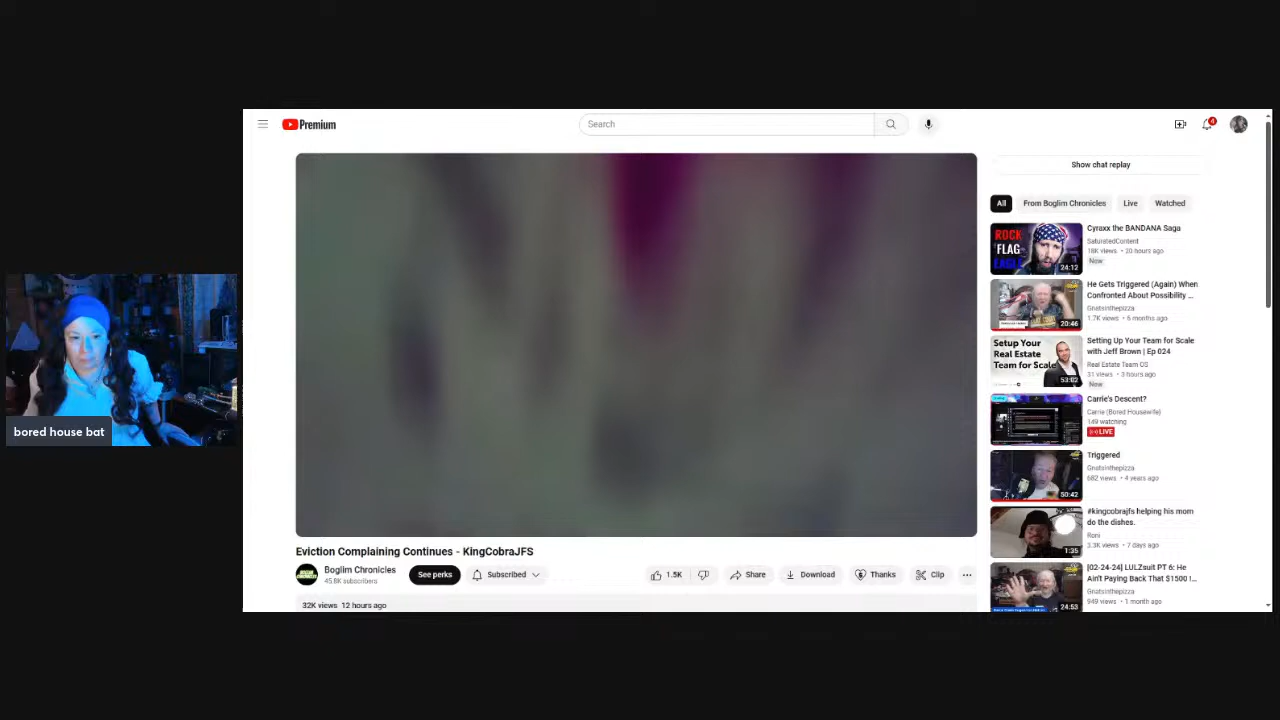 Premium
Search
4
Show chat replay
All
From Boglim Chronicles
Live
Watched
ROCK
FLAG
EAGLE
24:12
Cyraxx the BANDANA Saga
SaturatedContent
18K views • 20 hours ago
New
20:46
He Gets Triggered (Again) When
Confronted About Possibility ...
Gnatsinthepizza
1.7K views • 6 months ago
Setup Your
Real Estate
Team for Scale
53:02
Setting Up Your Team for Scale
with Jeff Brown | Ep 024
Real Estate Team OS
31 views • 3 hours ago
New
Carrie's Descent?
Carrie (Bored Housewife)
149 watching
LIVE
50:42
Triggered
Gnatsinthepizza
682 views • 4 years ago
1:35
#kingcobrajfs helping his mom
do the dishes.
Roni
3.3K views • 7 days ago
24:53
[02-24-24] LULZsuit PT 6: He
Ain't Paying Back That $1500 !...
Gnatsinthepizza
949 views • 1 month ago
bored house bat
Eviction Complaining Continues - KingCobraJFS
Boglim Chronicles
45.8K subscribers
See perks
Subscribed
1.5K
Share
Download
Thanks
Clip
32K views 12 hours ago